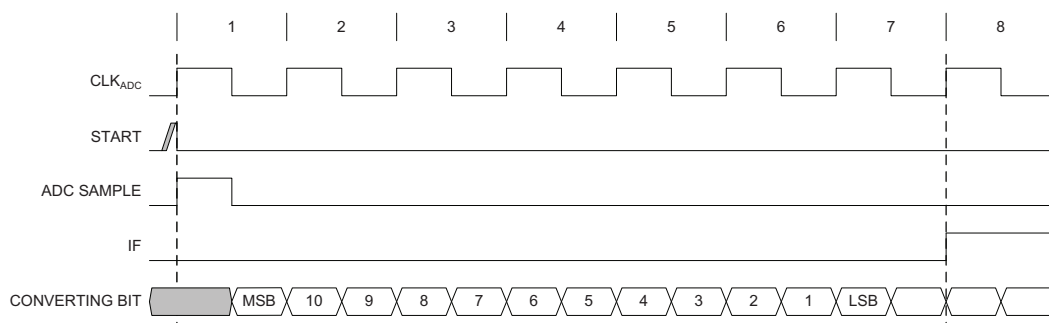 1 2 3 4 5 6 7 8
CLKADC
START
ADC SAMPLE
IF
CONVERTING BIT MSB 10 9 8 7 6 5 4 3 2 1 LSB